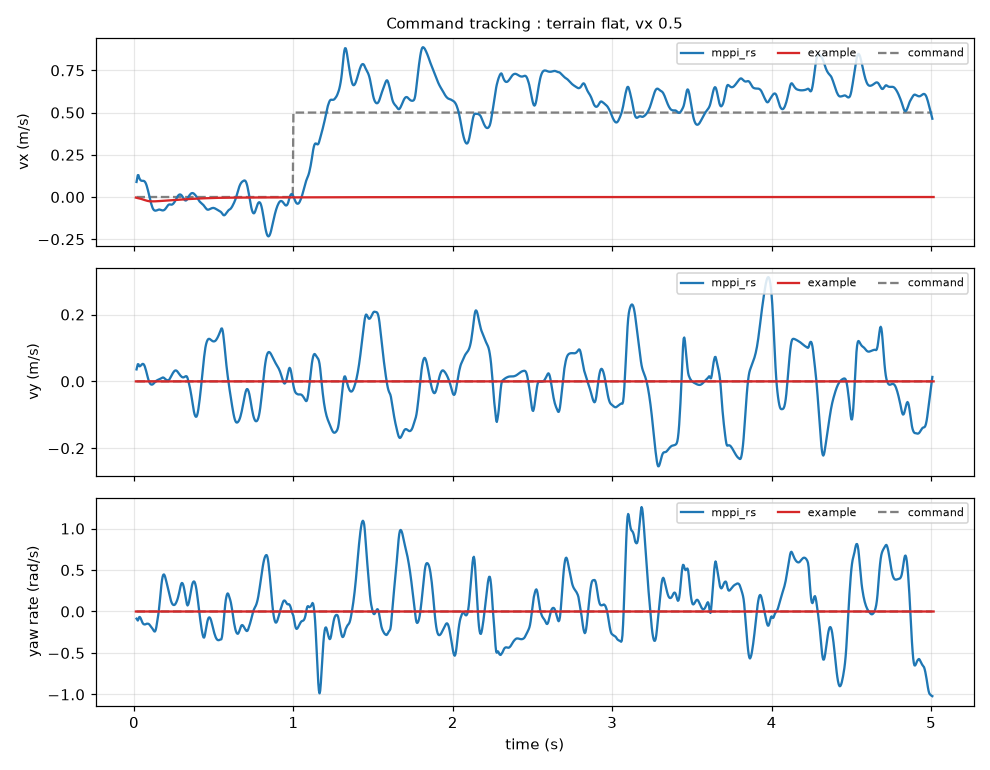 Command tracking : terrain flat, vx 0.5
vx (m/s)
0.75
0.50
0.25
0.00
−0.25
mppi_rs example command
vy (m/s)
0.2
0.0
−0.2
mppi_rs example command
yaw rate (rad/s)
1.0
0.5
0.0
−0.5
−1.0
mppi_rs example command
0 1 2 3 4 5
time (s)